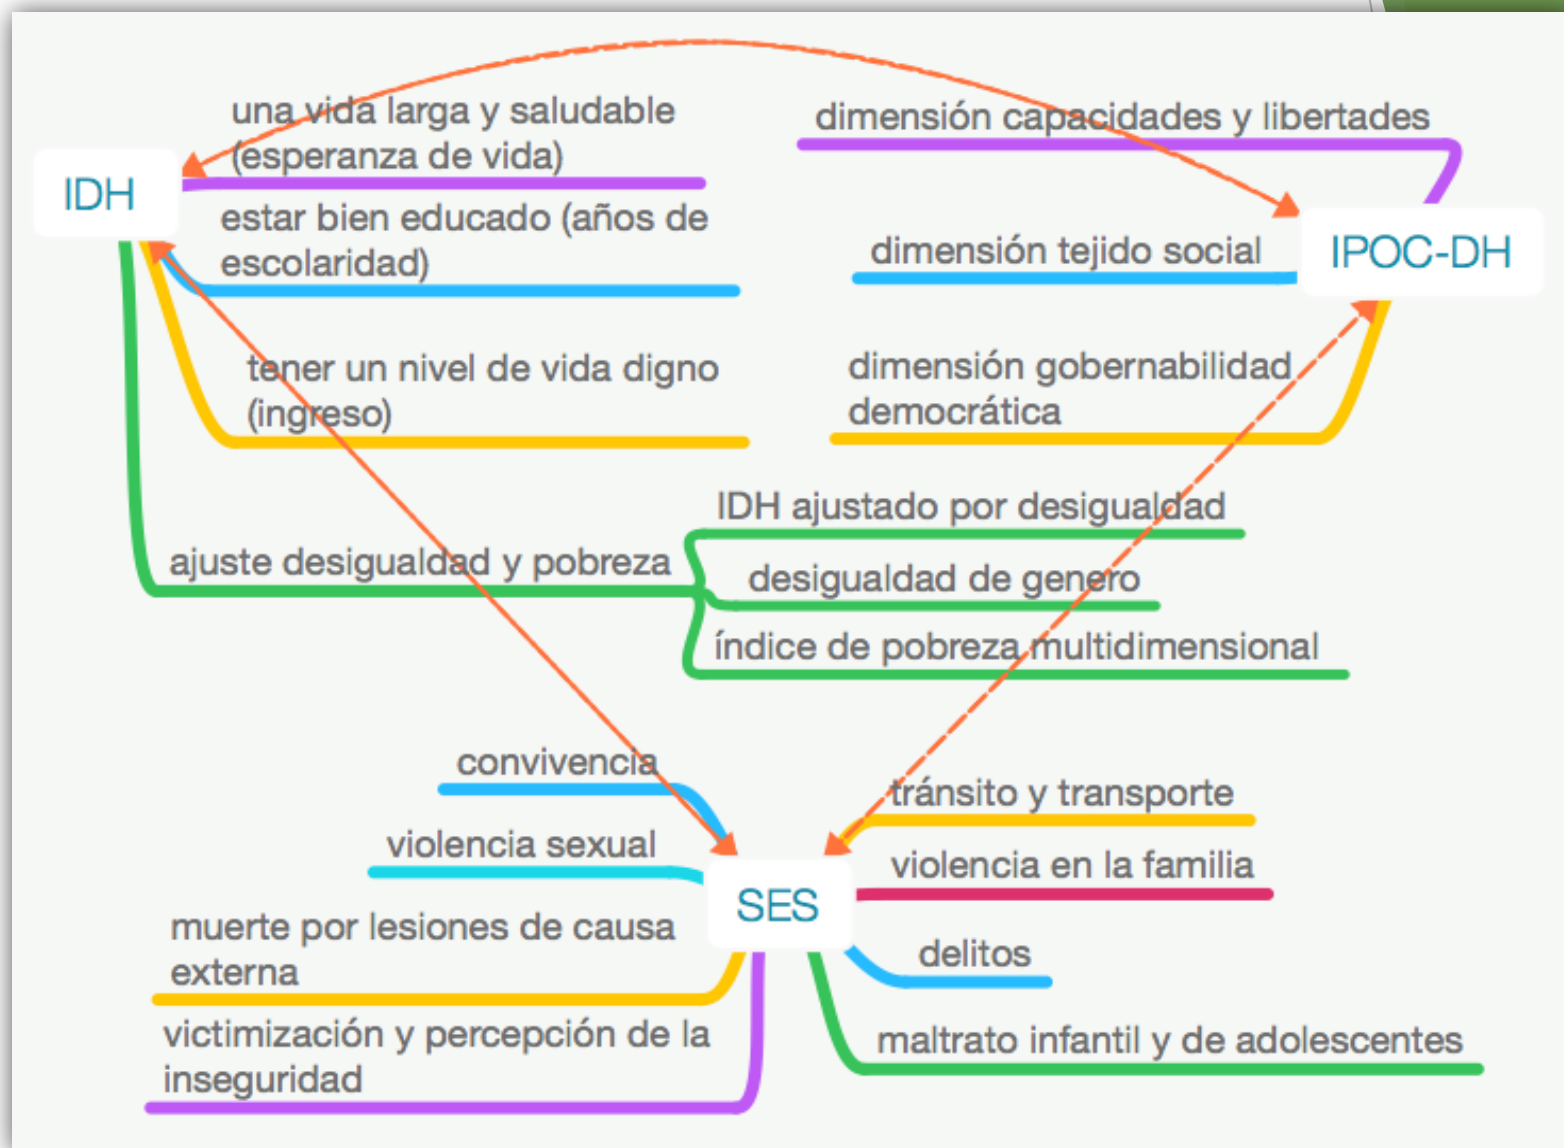 IDH
una vida larga y saludable
(esperanza de vida)
estar bien educado (años de
escolaridad)
tener un nivel de vida digno
(ingreso)
ajuste desigualdad y pobreza
IDH ajustado por desigualdad
desigualdad de genero
índice de pobreza multidimensional
IPOC-DH
dimensión capacidades y libertades
dimensión tejido social
dimensión gobernabilidad
democrática
SES
convivencia
violencia sexual
muerte por lesiones de causa
externa
victimización y percepción de la
inseguridad
tránsito y transporte
violencia en la familia
delitos
maltrato infantil y de adolescentes